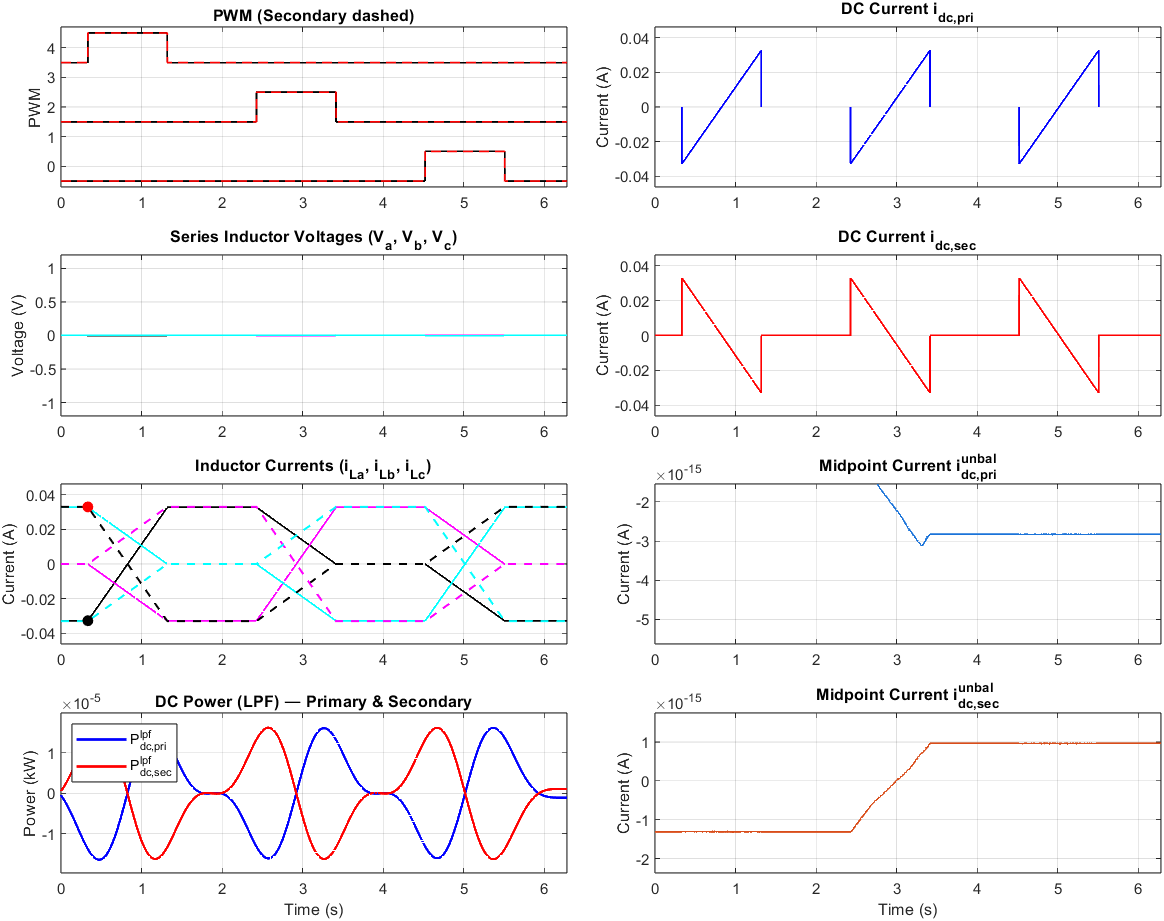 PWM (Secondary dashed)
PWM
4
3
2
1
0
0 1 2 3 4 5 6
DC Current i_dc,pri
Current (A)
0.04
0.02
0
-0.02
-0.04
0 1 2 3 4 5 6
Series Inductor Voltages (V_a, V_b, V_c)
Voltage (V)
1
0.5
0
-0.5
-1
0 1 2 3 4 5 6
DC Current i_dc,sec
Current (A)
0.04
0.02
0
-0.02
-0.04
0 1 2 3 4 5 6
Inductor Currents (i_La, i_Lb, i_Lc)
Current (A)
0.04
0.02
0
-0.02
-0.04
0 1 2 3 4 5 6
Midpoint Current i^unbal_dc,pri
×10^-15
Current (A)
-2
-3
-4
-5
0 1 2 3 4 5 6
DC Power (LPF) — Primary & Secondary
×10^-5
P^lpf_dc,pri
P^lpf_dc,sec
Power (kW)
0
-1
0 1 2 3 4 5 6
Time (s)
Midpoint Current i^unbal_dc,sec
×10^-15
Current (A)
1
0
-1
-2
0 1 2 3 4 5 6
Time (s)